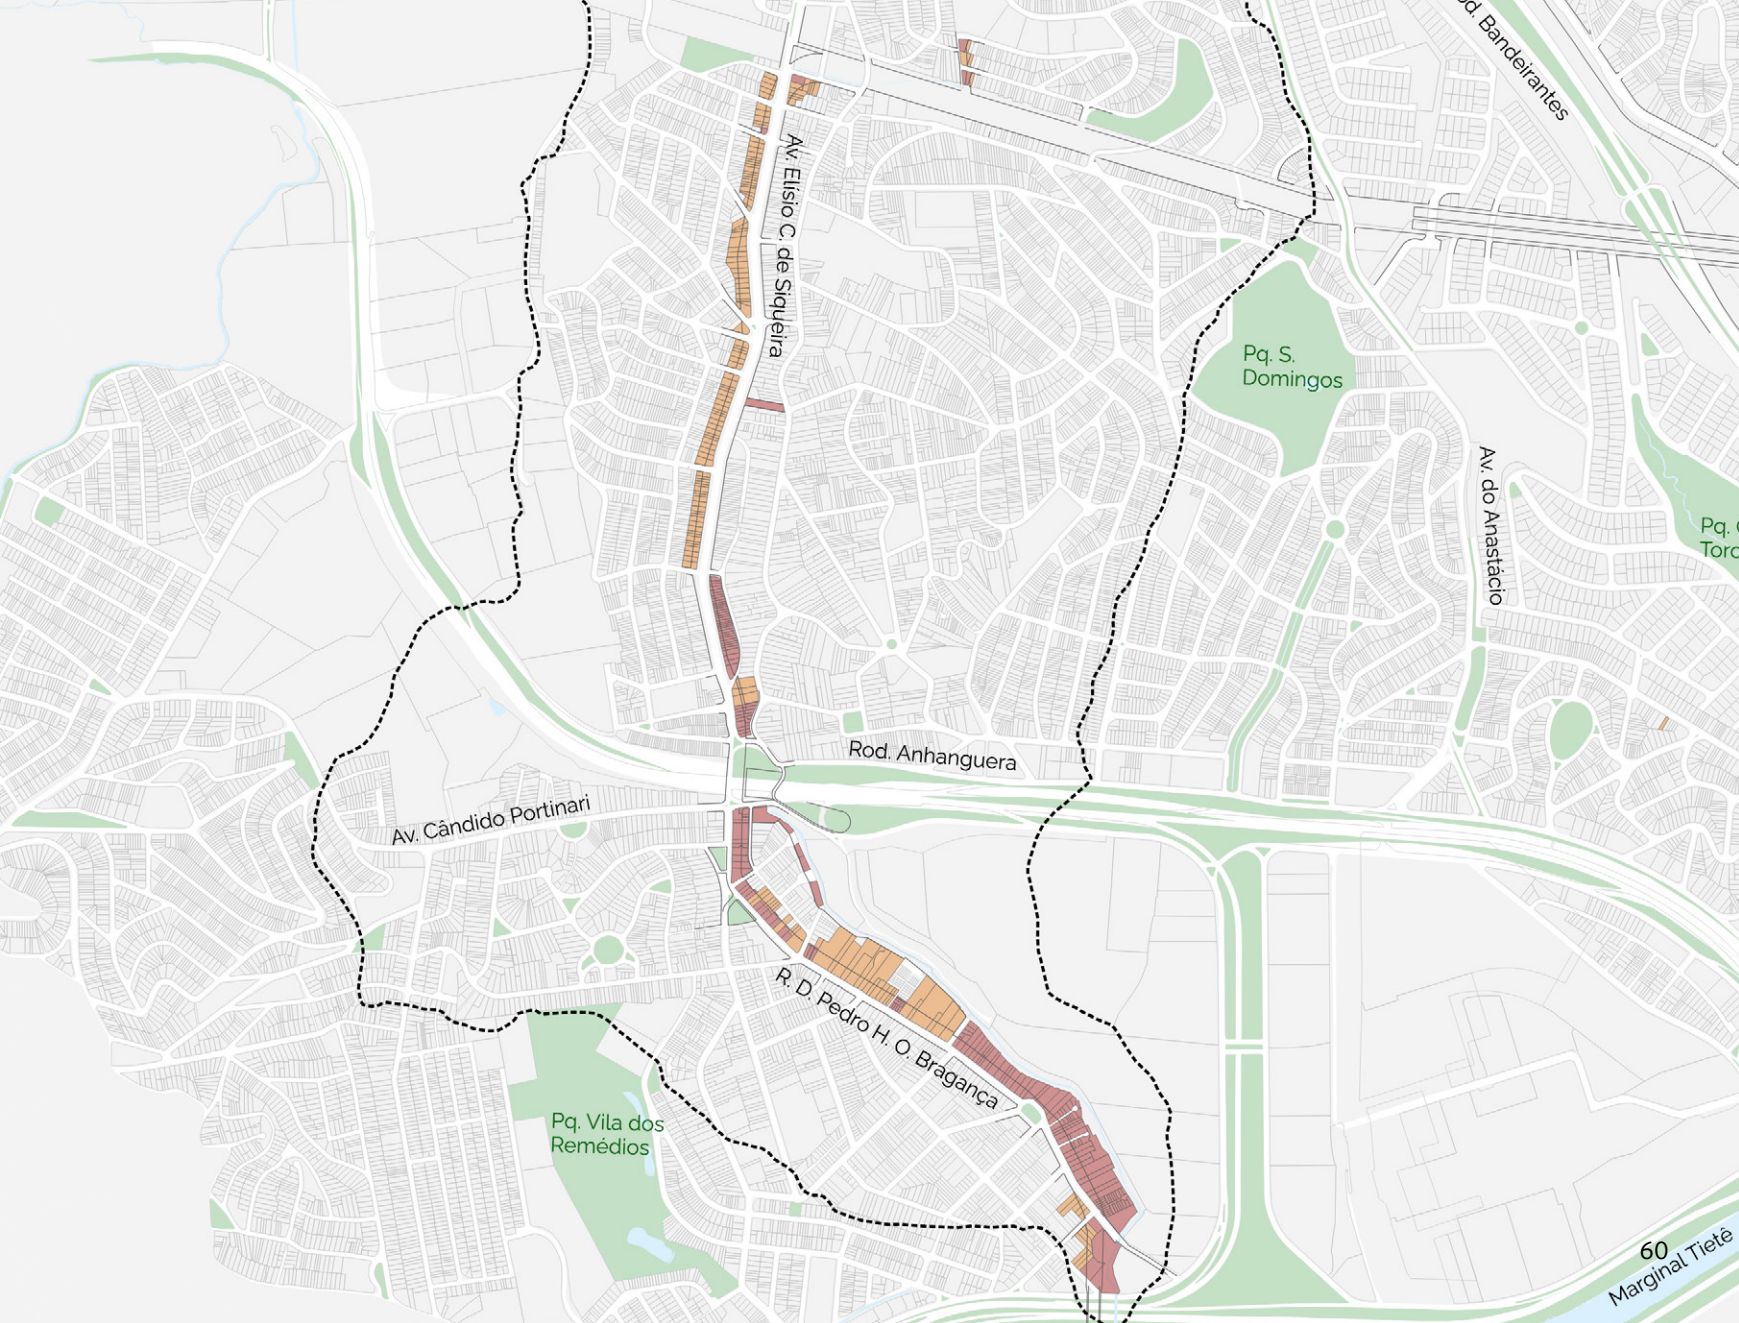 Rod. Bandeirantes
Av. Elísio C. de Siqueira
Pq. S.
Domingos
Av. do Anastácio
Pq.
Rod. Anhanguera
Av. Cândido Portinari
R. D. Pedro H. O. Bragança
Pq. Vila dos
Remédios
60
Marginal Tietê